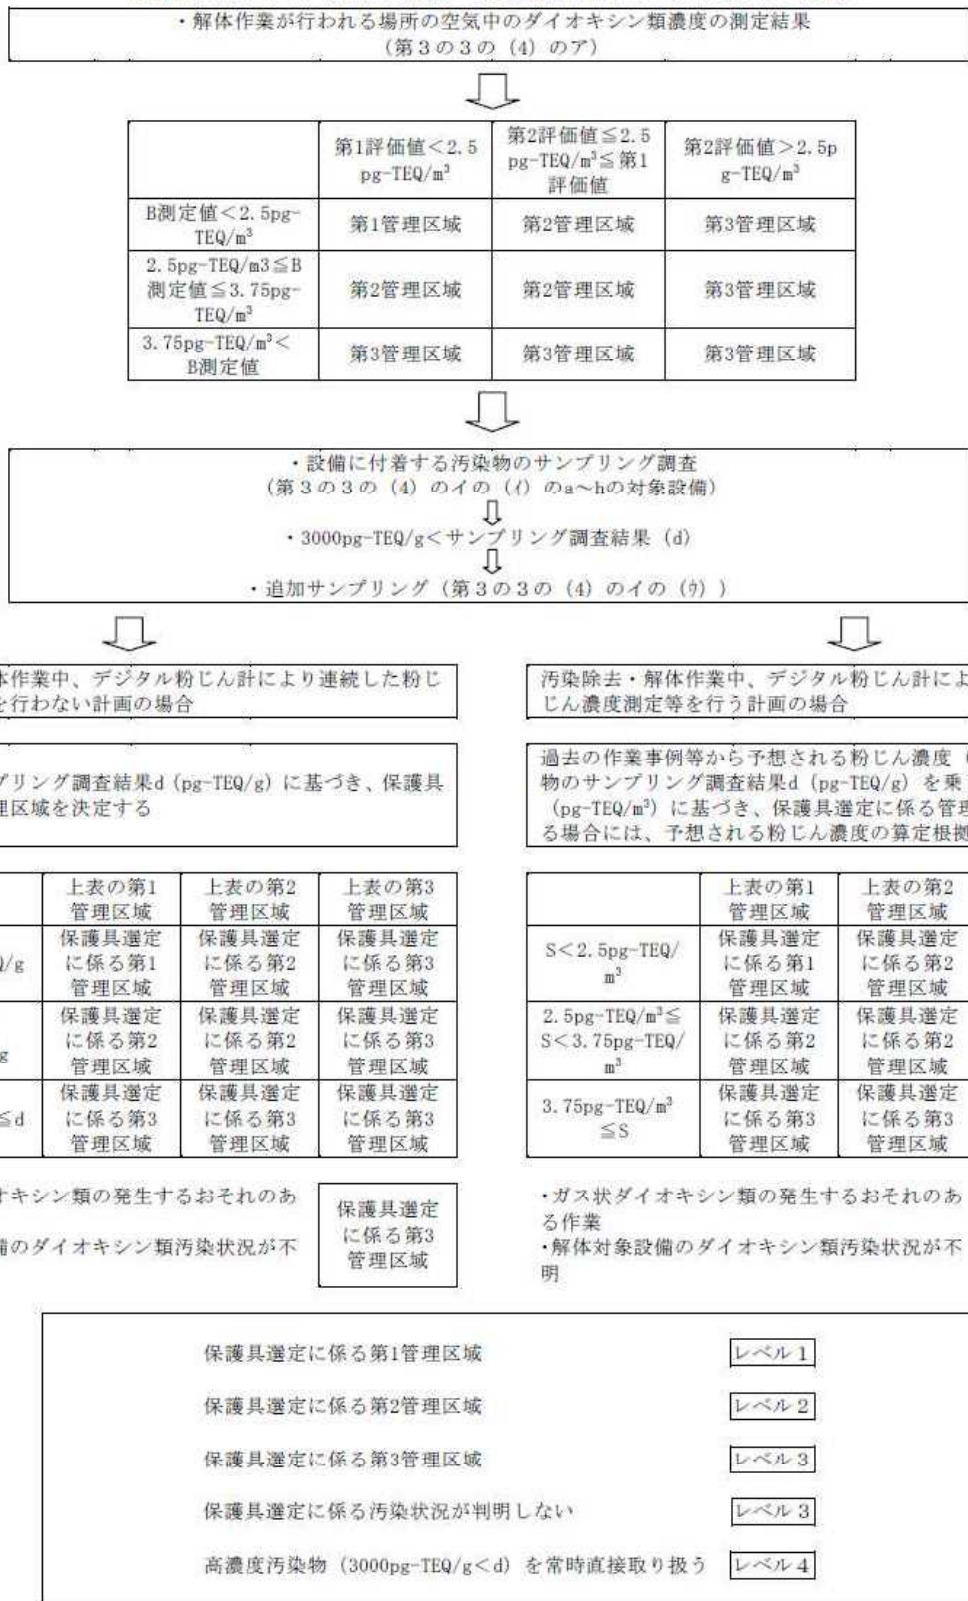 ・解体作業が行われる場所の空気中のダイオキシン類濃度の測定結果
（第３の３の（4）のア）
第1評価値＜2.5
pg-TEQ/m³
第2評価値≦2.5
pg-TEQ/m³≦第1
評価値
第2評価値＞2.5p
g-TEQ/m³
B測定値＜2.5pg-
TEQ/m³
第1管理区域
第2管理区域
第3管理区域
2.5pg-TEQ/m3≦B
測定値≦3.75pg-
TEQ/m³
第2管理区域
第2管理区域
第3管理区域
3.75pg-TEQ/m³＜
B測定値
第3管理区域
第3管理区域
第3管理区域
・設備に付着する汚染物のサンプリング調査
（第３の３の（4）のイの（ｲ）のa～hの対象設備）
・3000pg-TEQ/g＜サンプリング調査結果（d）
・追加サンプリング（第３の３の（4）のイの（ｳ））
体作業中、デジタル粉じん計により連続した粉じ
を行わない計画の場合
プリング調査結果d（pg-TEQ/g）に基づき、保護具
理区域を決定する
上表の第1
管理区域
上表の第2
管理区域
上表の第3
管理区域
Q/g
保護具選定
に係る第1
管理区域
保護具選定
に係る第2
管理区域
保護具選定
に係る第3
管理区域
g
保護具選定
に係る第2
管理区域
保護具選定
に係る第2
管理区域
保護具選定
に係る第3
管理区域
≦d
保護具選定
に係る第3
管理区域
保護具選定
に係る第3
管理区域
保護具選定
に係る第3
管理区域
オキシン類の発生するおそれのあ
備のダイオキシン類汚染状況が不
保護具選定
に係る第3
管理区域
汚染除去・解体作業中、デジタル粉じん計によ
じん濃度測定等を行う計画の場合
過去の作業事例等から予想される粉じん濃度（
物のサンプリング調査結果d（pg-TEQ/g）を乗
（pg-TEQ/m³）に基づき、保護具選定に係る管理
る場合には、予想される粉じん濃度の算定根拠
上表の第1
管理区域
上表の第2
管理区域
S＜2.5pg-TEQ/
m³
保護具選定
に係る第1
管理区域
保護具選定
に係る第2
管理区域
2.5pg-TEQ/m³≦
S＜3.75pg-TEQ/
m³
保護具選定
に係る第2
管理区域
保護具選定
に係る第2
管理区域
3.75pg-TEQ/m³
≦S
保護具選定
に係る第3
管理区域
保護具選定
に係る第3
管理区域
・ガス状ダイオキシン類の発生するおそれのあ
る作業
・解体対象設備のダイオキシン類汚染状況が不
明
保護具選定に係る第1管理区域 レベル１
保護具選定に係る第2管理区域 レベル２
保護具選定に係る第3管理区域 レベル３
保護具選定に係る汚染状況が判明しない レベル３
高濃度汚染物（3000pg-TEQ/g＜d）を常時直接取り扱う レベル４